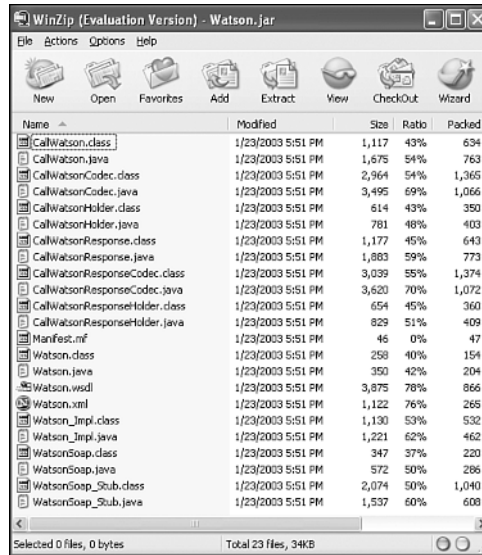 WinZip (Evaluation Version) - Watson.jar
File Actions Options Help
New Open Favorites Add Extract View CheckOut Wizard
Name Modified Size Ratio Packed
CallWatson.class 1/23/2003 5:51 PM 1,117 43% 634
CallWatson.java 1/23/2003 5:51 PM 1,675 54% 763
CallWatsonCodec.class 1/23/2003 5:51 PM 2,964 54% 1,365
CallWatsonCodec.java 1/23/2003 5:51 PM 3,495 69% 1,066
CallWatsonHolder.class 1/23/2003 5:51 PM 614 43% 350
CallWatsonHolder.java 1/23/2003 5:51 PM 781 48% 403
CallWatsonResponse.class 1/23/2003 5:51 PM 1,177 45% 643
CallWatsonResponse.java 1/23/2003 5:51 PM 1,883 59% 773
CallWatsonResponseCodec.class 1/23/2003 5:51 PM 3,039 55% 1,374
CallWatsonResponseCodec.java 1/23/2003 5:51 PM 3,620 70% 1,072
CallWatsonResponseHolder.class 1/23/2003 5:51 PM 654 45% 360
CallWatsonResponseHolder.java 1/23/2003 5:51 PM 829 51% 409
Manifest.mf 1/23/2003 5:51 PM 46 0% 47
Watson.class 1/23/2003 5:51 PM 258 40% 154
Watson.java 1/23/2003 5:51 PM 350 42% 204
Watson.wsdl 1/23/2003 5:51 PM 3,875 78% 866
Watson.xml 1/23/2003 5:51 PM 1,122 76% 265
Watson_Impl.class 1/23/2003 5:51 PM 1,130 53% 532
Watson_Impl.java 1/23/2003 5:51 PM 1,221 62% 462
WatsonSoap.class 1/23/2003 5:51 PM 347 37% 220
WatsonSoap.java 1/23/2003 5:51 PM 572 50% 286
WatsonSoap_Stub.class 1/23/2003 5:51 PM 2,074 50% 1,040
WatsonSoap_Stub.java 1/23/2003 5:51 PM 1,537 60% 608
Selected 0 files, 0 bytes Total 23 files, 34KB